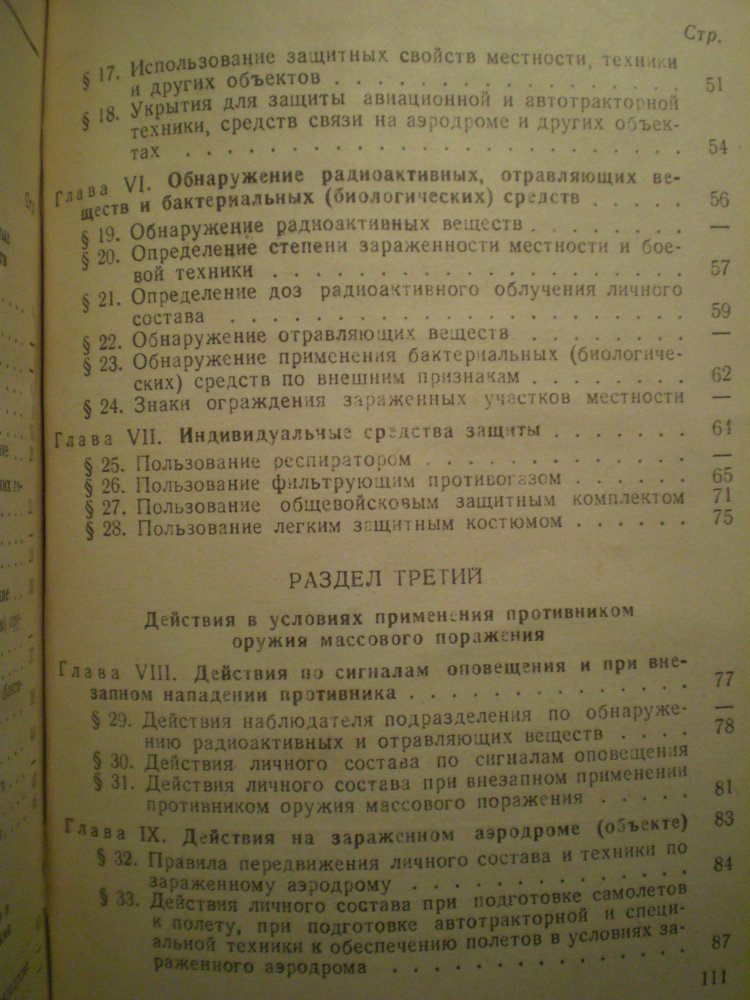 Стр.
§ 17. Использование защитных свойств местности, техники
и других объектов . . . . . . . . . . . . . . . . 51
§ 18. Укрытия для защиты авиационной и автотракторной
техники, средств связи на аэродроме и других объек-
тах . . . . . . . . . . . . . . . . . . . . . . 54
Глава VI. Обнаружение радиоактивных, отравляющих ве-
ществ и бактериальных (биологических) средств . . . . . 56
§ 19. Обнаружение радиоактивных веществ . . . . . . . . —
§ 20. Определение степени зараженности местности и бое-
вой техники . . . . . . . . . . . . . . . . . . 57
§ 21. Определение доз радиоактивного облучения личного
состава . . . . . . . . . . . . . . . . . . . . 59
§ 22. Обнаружение отравляющих веществ . . . . . . . . —
§ 23. Обнаружение применения бактериальных (биологиче-
ских) средств по внешним признакам . . . . . . . . 62
§ 24. Знаки ограждения зараженных участков местности —
Глава VII. Индивидуальные средства защиты . . . . . . . 64
§ 25. Пользование респиратором . . . . . . . . . . . . —
§ 26. Пользование фильтрующим противогазом . . . . . . 65
§ 27. Пользование общевойсковым защитным комплектом 71
§ 28. Пользование легким защитным костюмом . . . . . . 75
РАЗДЕЛ ТРЕТИЙ
Действия в условиях применения противником
оружия массового поражения
Глава VIII. Действия по сигналам оповещения и при вне-
запном нападении противника . . . . . . . . . . . . . 77
§ 29. Действия наблюдателя подразделения по обнаруже- —
нию радиоактивных и отравляющих веществ . . . . 78
§ 30. Действия личного состава по сигналам оповещения
§ 31. Действия личного состава при внезапном применении
противником оружия массового поражения . . . . . 81
Глава IX. Действия на зараженном аэродроме (объекте) 83
§ 32. Правила передвижения личного состава и техники по
зараженному аэродрому . . . . . . . . . . . . . 84
§ 33. Действия личного состава при подготовке самолетов
к полету, при подготовке автотракторной и специ-
альной техники к обеспечению полетов в условиях за-
раженного аэродрома . . . . . . . . . . . . . . 87
111